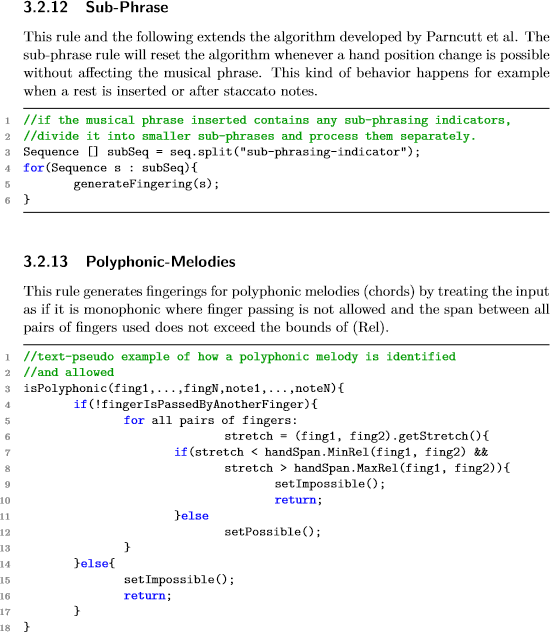 3.2.12 Sub-Phrase
This rule and the following extends the algorithm developed by Parncutt et al. The
sub-phrase rule will reset the algorithm whenever a hand position change is possible
without affecting the musical phrase. This kind of behavior happens for example
when a rest is inserted or after staccato notes.
1 //if the musical phrase inserted contains any sub-phrasing indicators,
2 //divide it into smaller sub-phrases and process them separately.
3 Sequence [] subSeq = seq.split("sub-phrasing-indicator");
4 for(Sequence s : subSeq){
5 generateFingering(s);
6 }
3.2.13 Polyphonic-Melodies
This rule generates fingerings for polyphonic melodies (chords) by treating the input
as if it is monophonic where finger passing is not allowed and the span between all
pairs of fingers used does not exceed the bounds of (Rel).
1 //text-pseudo example of how a polyphonic melody is identified
2 //and allowed
3 isPolyphonic(fing1,...,fingN,note1,...,noteN){
4 if(!fingerIsPassedByAnotherFinger){
5 for all pairs of fingers:
6 stretch = (fing1, fing2).getStretch(){
7 if(stretch < handSpan.MinRel(fing1, fing2) &&
8 stretch > handSpan.MaxRel(fing1, fing2)){
9 setImpossible();
10 return;
11 }else
12 setPossible();
13 }
14 }else{
15 setImpossible();
16 return;
17 }
18 }